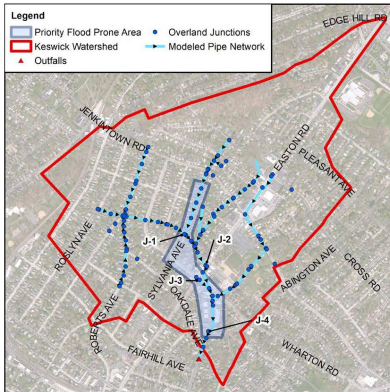 Legend
Priority Flood Prone Area
Overland Junctions
Keswick Watershed
Modeled Pipe Network
Outfalls
EDGE HILL RD
JENKINTOWN RD
EASTON RD
PLEASANT AVE
J-1
J-2
ROSLYN AVE
SYLVANIA AVE
CROSS RD
ABINGTON AVE
J-3
OAKDALE AVE
ROBERTS AVE
J-4
FAIRHILL AVE
WHARTON RD